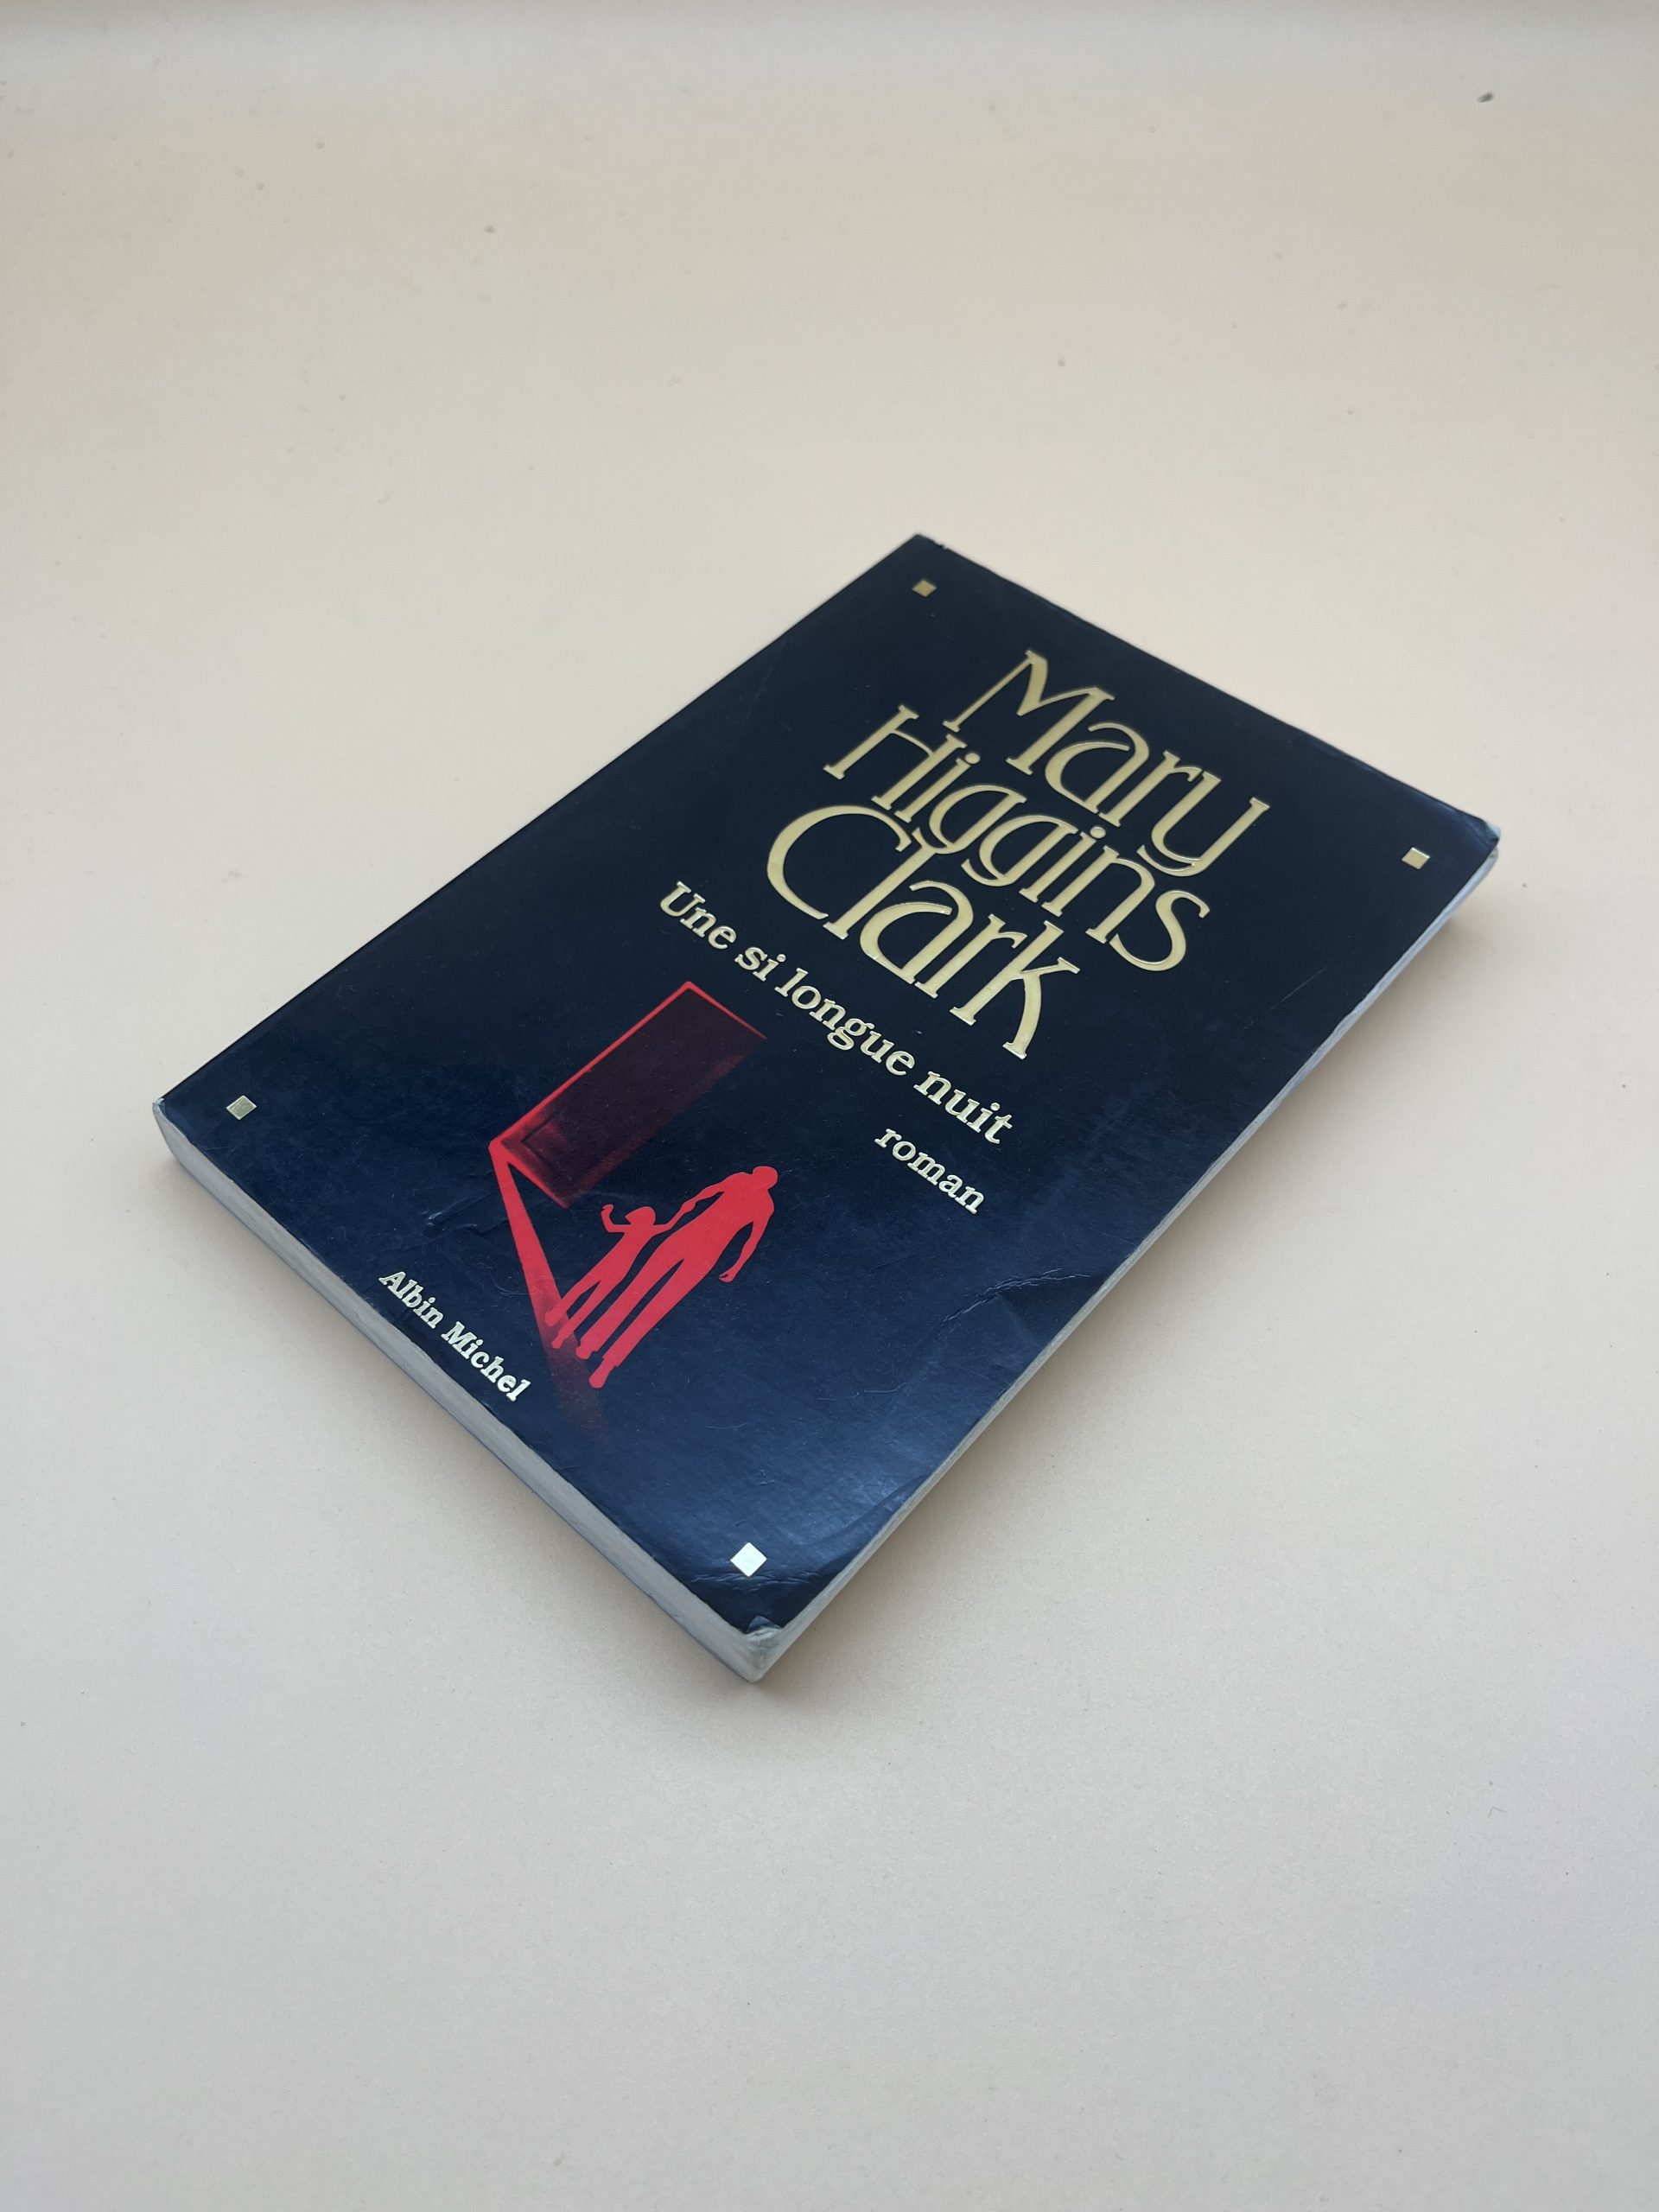 Mary
Higgins
Clark
Une si longue nuit
roman
Albin Michel